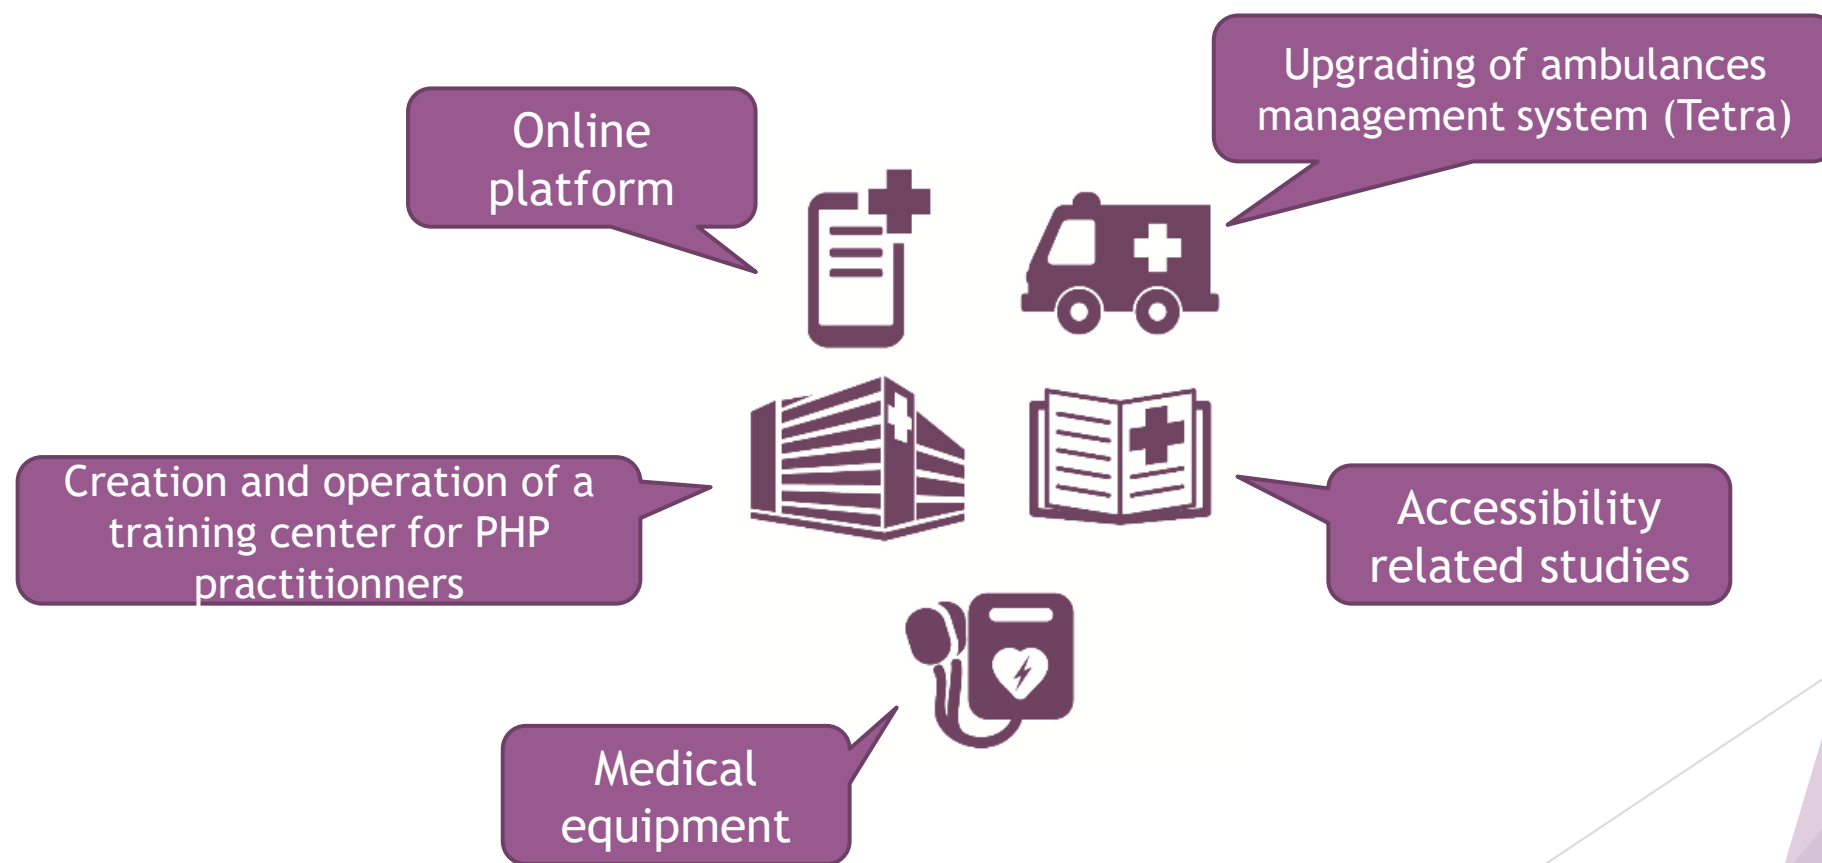 Online
platform
Upgrading of ambulances
management system (Tetra)
Creation and operation of a
training center for PHP
practitionners
Accessibility
related studies
Medical
equipment